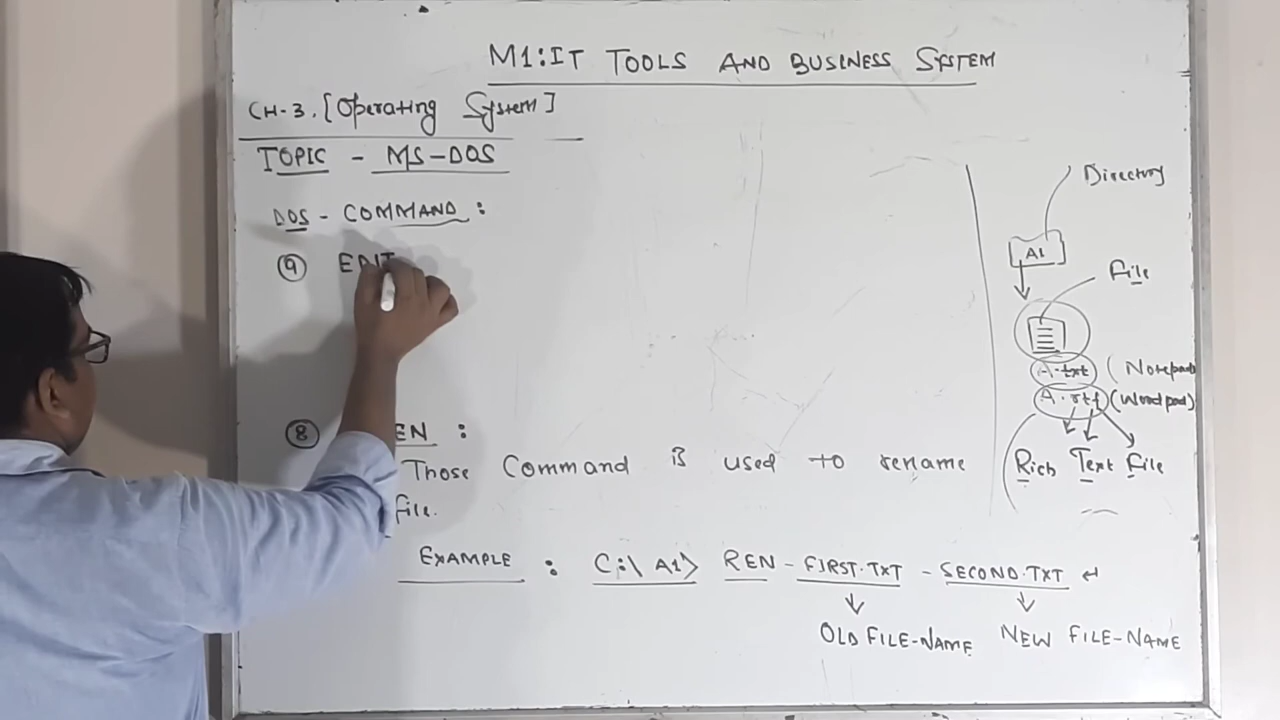 M1:IT TOOLS AND BUSINESS SYSTEM
CH-3. [Operating System]
TOPIC - MS-DOS
DOS - COMMAND :
9 EDIT
8 EN :
Those Command is used to rename
file.
EXAMPLE : C:\ A1> REN - FIRST.TXT - SECOND.TXT ↵
OLD FILE-NAME NEW FILE-NAME
Directory
A1
File
A.txt (Notepad
A.rtf (Wordpad)
Rich Text File